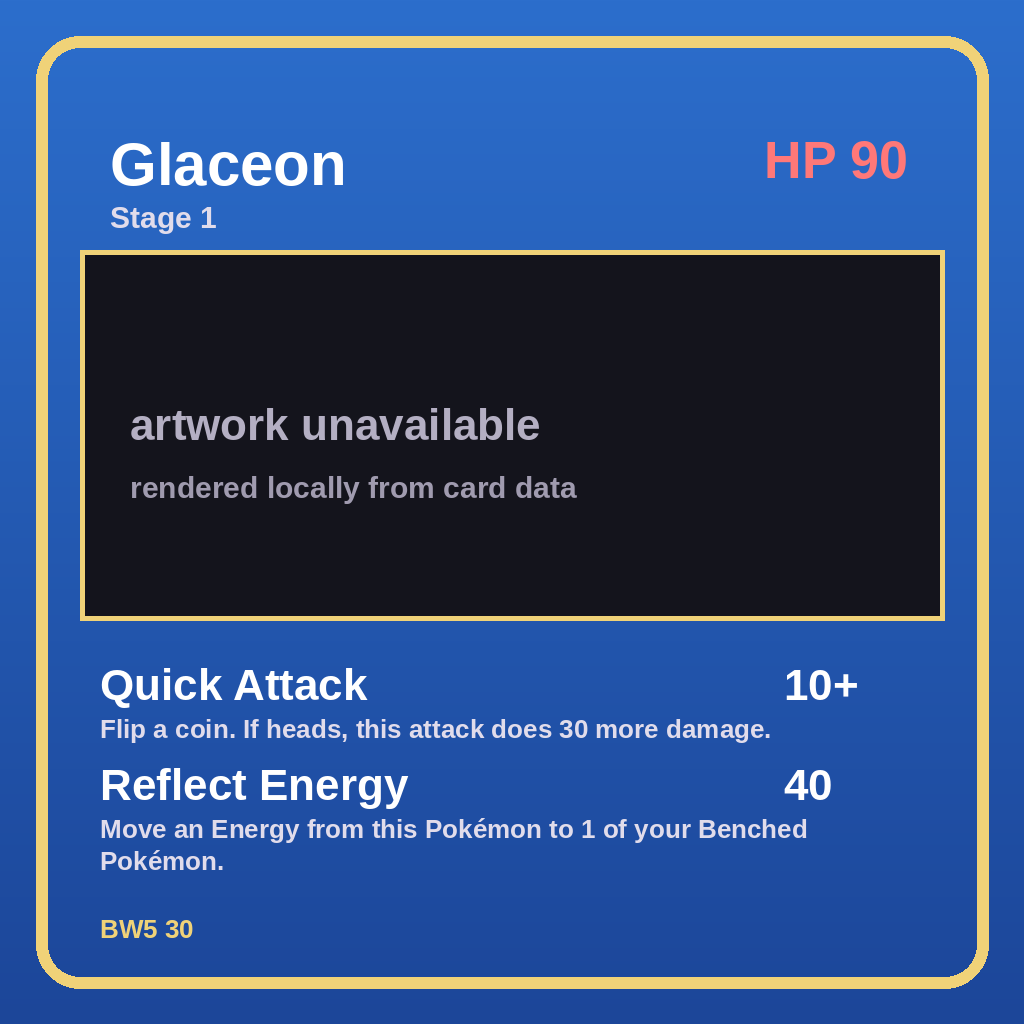 Glaceon
HP 90
Stage 1
artwork unavailable
rendered locally from card data
Quick Attack
10+
Flip a coin. If heads, this attack does 30 more damage.
Reflect Energy
40
Move an Energy from this Pokémon to 1 of your Benched
Pokémon.
BW5 30